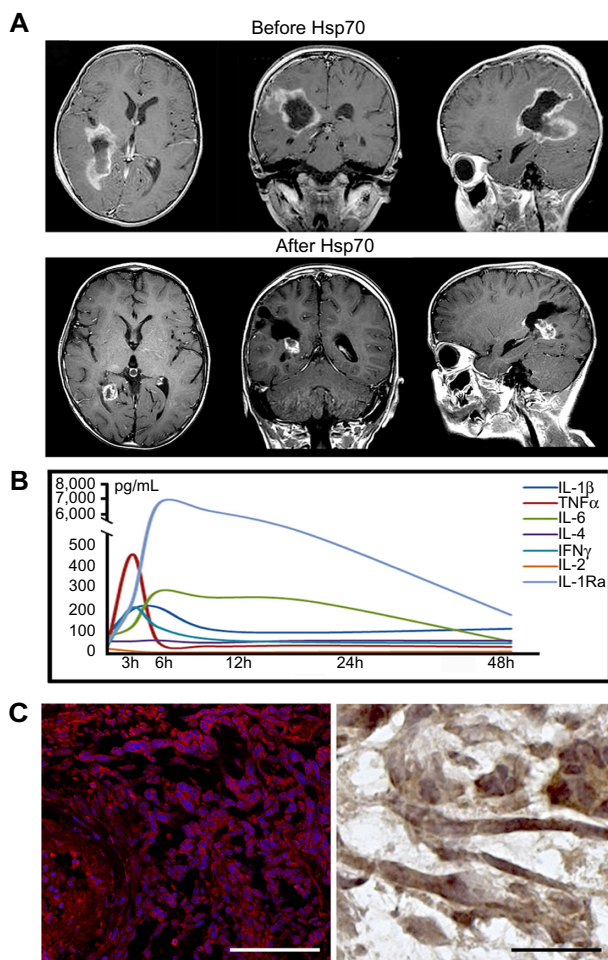 A
Before Hsp70
After Hsp70
B
8,000
7,000
6,000
500
400
300
200
100
0
pg/mL
IL-1β
TNFα
IL-6
IL-4
IFNγ
IL-2
IL-1Ra
3h 6h 12h 24h 48h
C